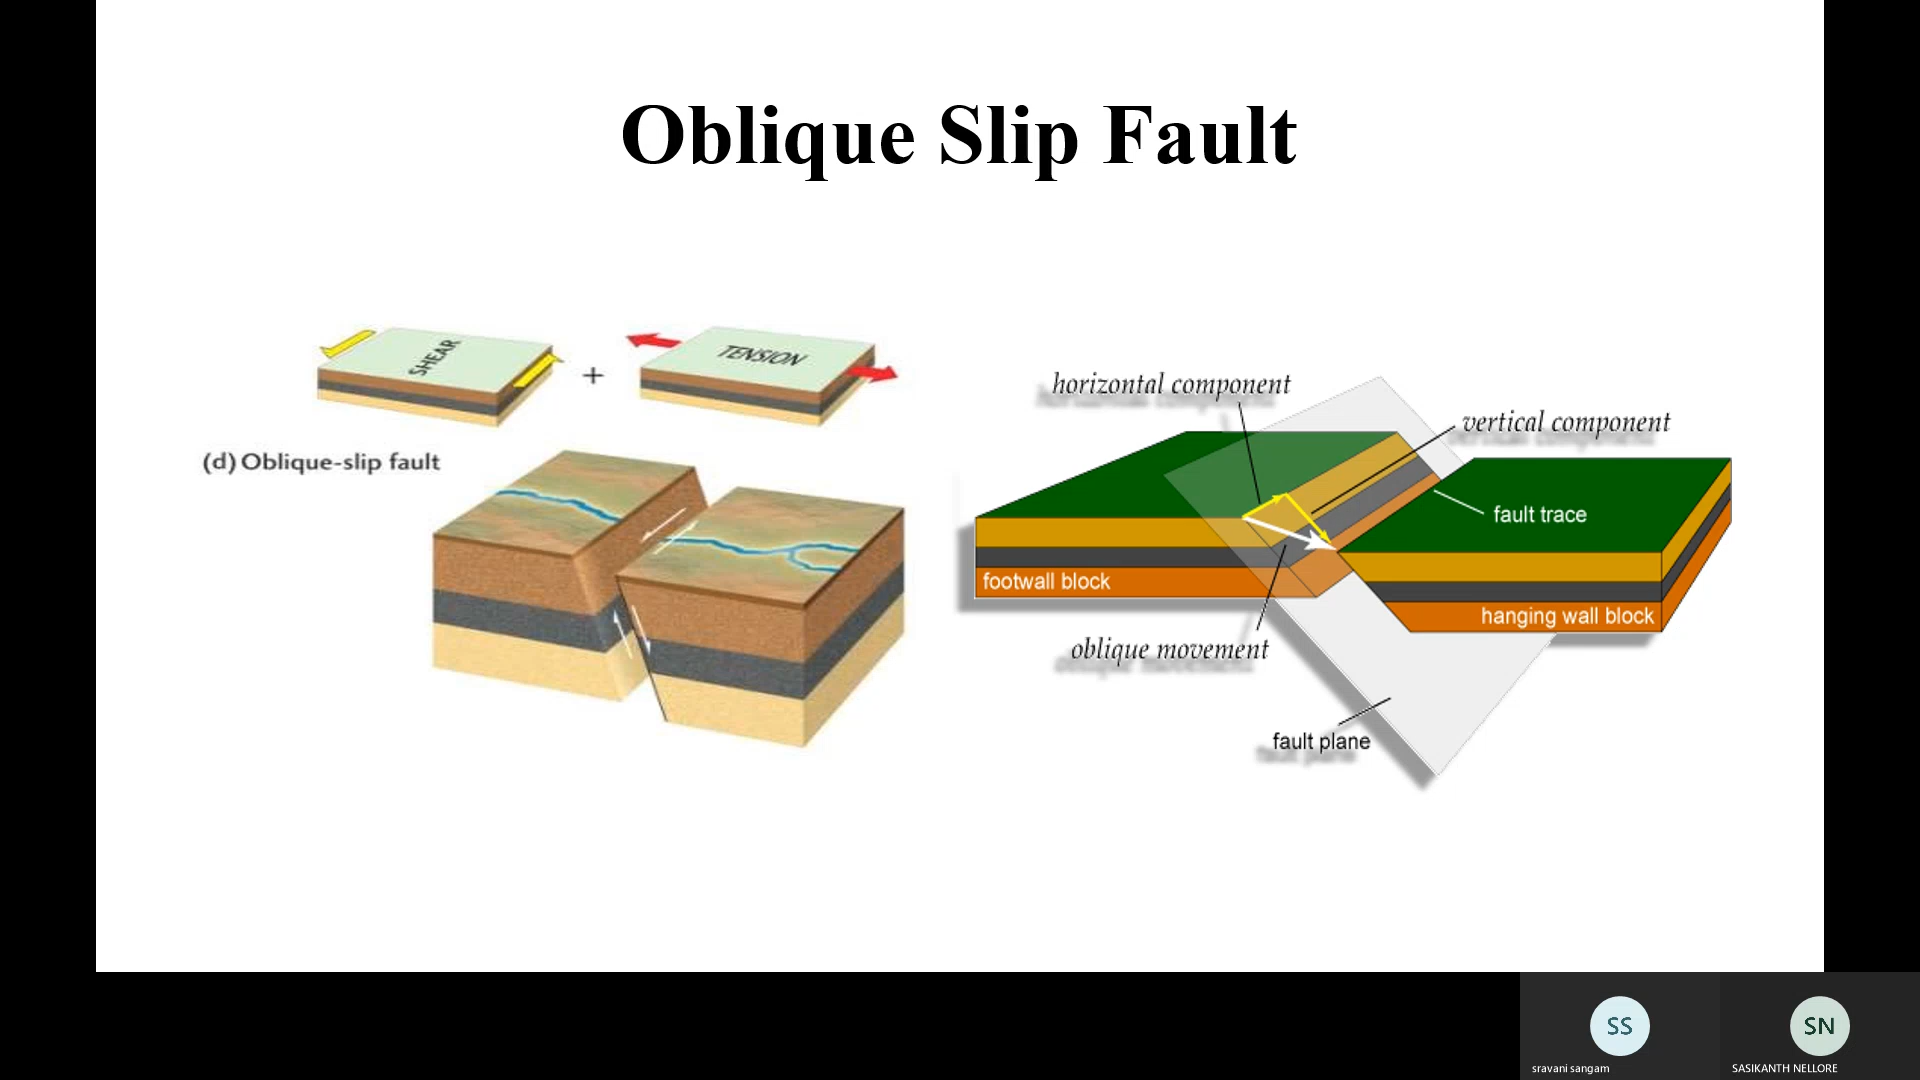 Oblique Slip Fault
SHEAR
+
TENSION
(d) Oblique-slip fault
horizontal component
vertical component
fault trace
footwall block
hanging wall block
oblique movement
fault plane
SS
SN
sravani sangam
SASIKANTH NELLORE